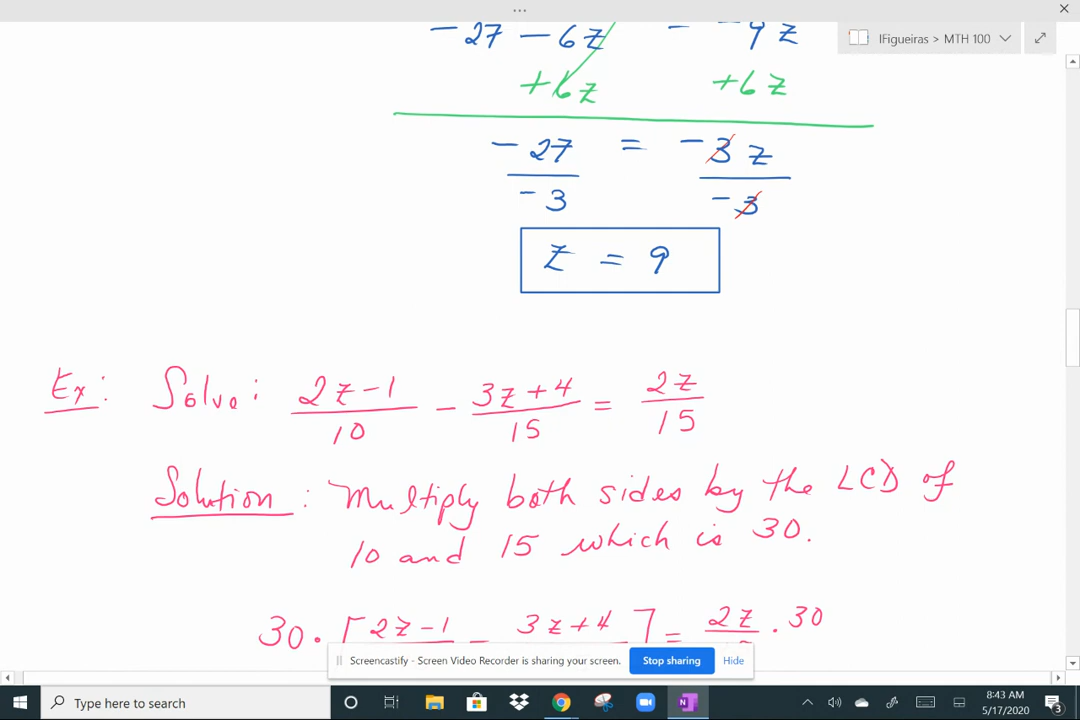 ...
IFigueiras > MTH 100
-27 - 6z = -9z
+6z +6z
-27 = -3z
-3 -3
z = 9
Ex: Solve: 2z-1 - 3z+4 = 2z
10 15 15
Solution: Multiply both sides by the LCD of
10 and 15 which is 30.
30 · [ 2z-1 - 3z+4 ] = 2z · 30
Screencastify - Screen Video Recorder is sharing your screen. Stop sharing Hide
Type here to search
8:43 AM
5/17/2020
3